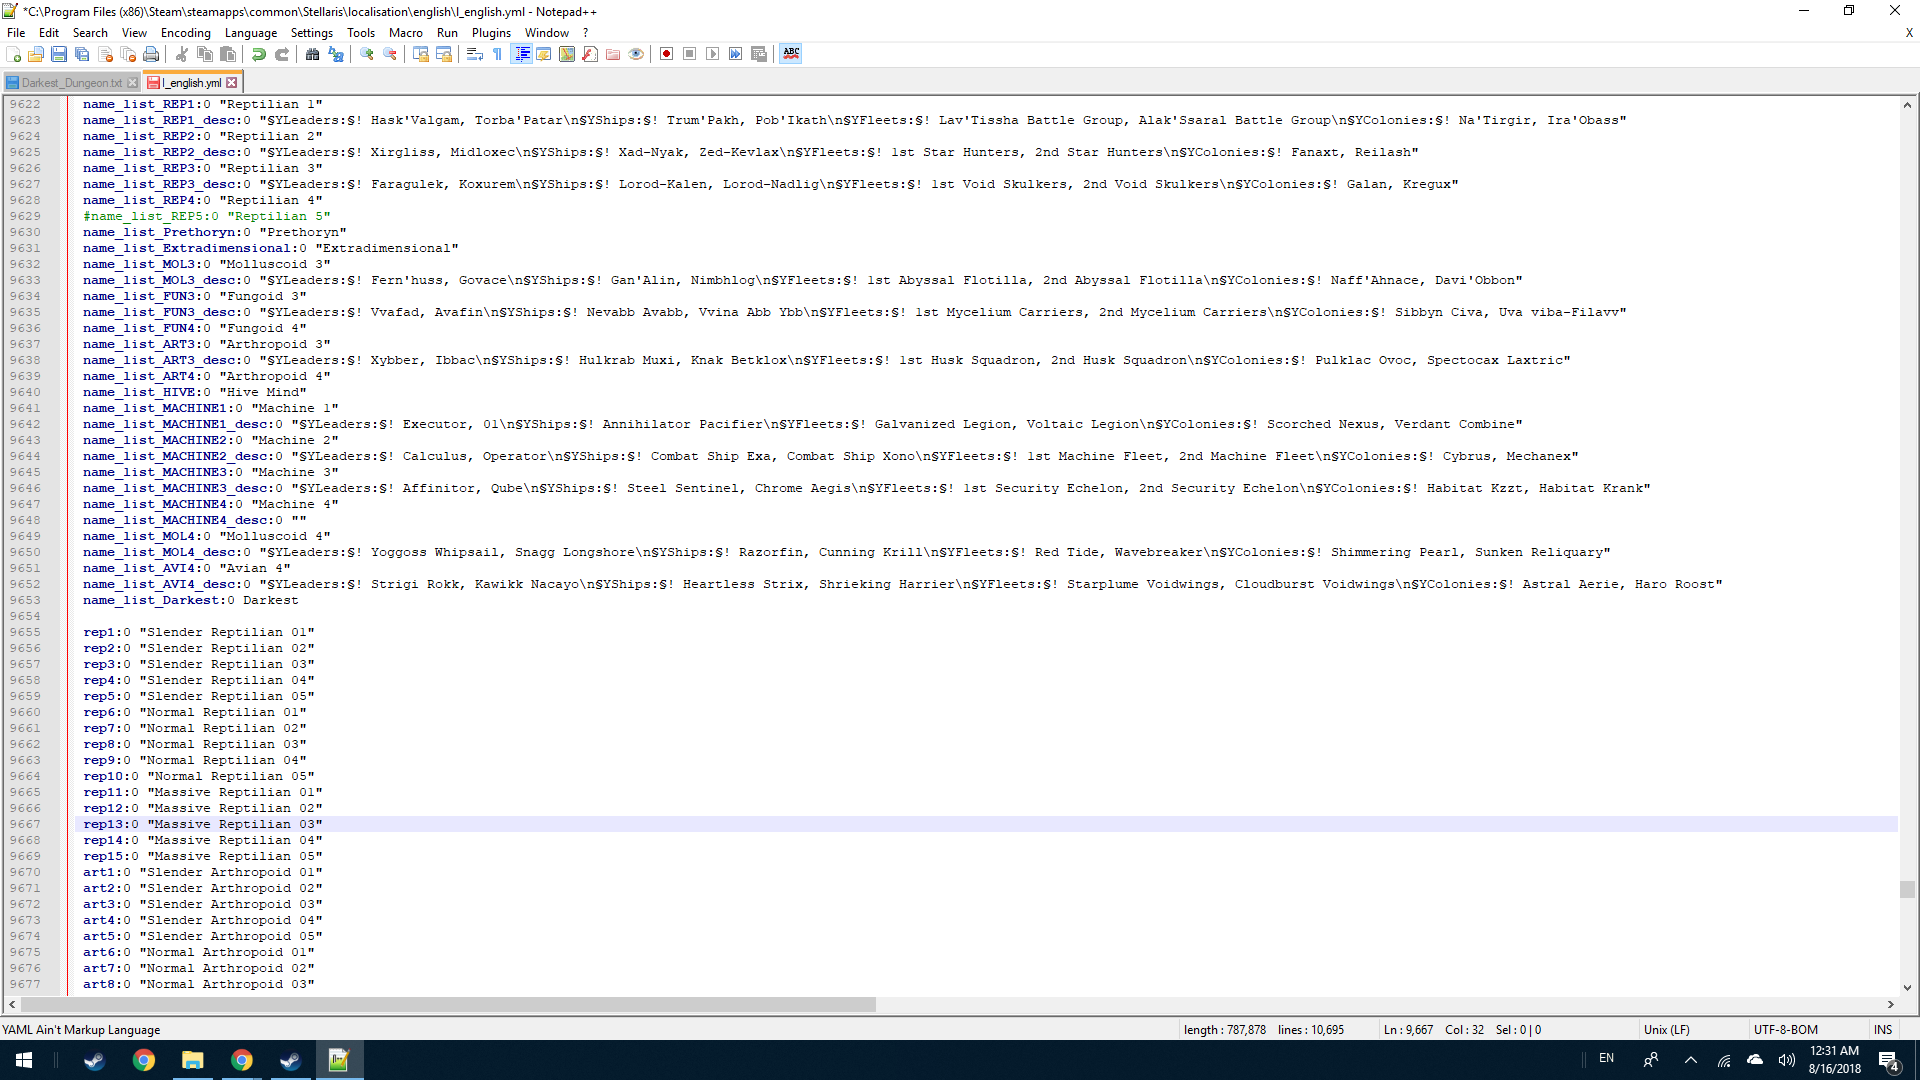 *C:\Program Files (x86)\Steam\steamapps\common\Stellaris\localisation\english\l_english.yml - Notepad++
File Edit Search View Encoding Language Settings Tools Macro Run Plugins Window ? X
ABC
Darkest_Dungeon.txt l_english.yml
9622 name_list_REP1:0 "Reptilian 1"
9623 name_list_REP1_desc:0 "§YLeaders:§! Hask'Valgam, Torba'Patar\n§YShips:§! Trum'Pakh, Pob'Ikath\n§YFleets:§! Lav'Tissha Battle Group, Alak'Ssaral Battle Group\n§YColonies:§! Na'Tirgir, Ira'Obass"
9624 name_list_REP2:0 "Reptilian 2"
9625 name_list_REP2_desc:0 "§YLeaders:§! Xirgliss, Midloxec\n§YShips:§! Xad-Nyak, Zed-Kevlax\n§YFleets:§! 1st Star Hunters, 2nd Star Hunters\n§YColonies:§! Fanaxt, Reilash"
9626 name_list_REP3:0 "Reptilian 3"
9627 name_list_REP3_desc:0 "§YLeaders:§! Faragulek, Koxurem\n§YShips:§! Lorod-Kalen, Lorod-Nadlig\n§YFleets:§! 1st Void Skulkers, 2nd Void Skulkers\n§YColonies:§! Galan, Kregux"
9628 name_list_REP4:0 "Reptilian 4"
9629 #name_list_REP5:0 "Reptilian 5"
9630 name_list_Prethoryn:0 "Prethoryn"
9631 name_list_Extradimensional:0 "Extradimensional"
9632 name_list_MOL3:0 "Molluscoid 3"
9633 name_list_MOL3_desc:0 "§YLeaders:§! Fern'huss, Govace\n§YShips:§! Gan'Alin, Nimbhlog\n§YFleets:§! 1st Abyssal Flotilla, 2nd Abyssal Flotilla\n§YColonies:§! Naff'Ahnace, Davi'Obbon"
9634 name_list_FUN3:0 "Fungoid 3"
9635 name_list_FUN3_desc:0 "§YLeaders:§! Vvafad, Avafin\n§YShips:§! Nevabb Avabb, Vvina Abb Ybb\n§YFleets:§! 1st Mycelium Carriers, 2nd Mycelium Carriers\n§YColonies:§! Sibbyn Civa, Uva viba-Filavv"
9636 name_list_FUN4:0 "Fungoid 4"
9637 name_list_ART3:0 "Arthropoid 3"
9638 name_list_ART3_desc:0 "§YLeaders:§! Xybber, Ibbac\n§YShips:§! Hulkrab Muxi, Knak Betklox\n§YFleets:§! 1st Husk Squadron, 2nd Husk Squadron\n§YColonies:§! Pulklac Ovoc, Spectocax Laxtric"
9639 name_list_ART4:0 "Arthropoid 4"
9640 name_list_HIVE:0 "Hive Mind"
9641 name_list_MACHINE1:0 "Machine 1"
9642 name_list_MACHINE1_desc:0 "§YLeaders:§! Executor, 01\n§YShips:§! Annihilator Pacifier\n§YFleets:§! Galvanized Legion, Voltaic Legion\n§YColonies:§! Scorched Nexus, Verdant Combine"
9643 name_list_MACHINE2:0 "Machine 2"
9644 name_list_MACHINE2_desc:0 "§YLeaders:§! Calculus, Operator\n§YShips:§! Combat Ship Exa, Combat Ship Xono\n§YFleets:§! 1st Machine Fleet, 2nd Machine Fleet\n§YColonies:§! Cybrus, Mechanex"
9645 name_list_MACHINE3:0 "Machine 3"
9646 name_list_MACHINE3_desc:0 "§YLeaders:§! Affinitor, Qube\n§YShips:§! Steel Sentinel, Chrome Aegis\n§YFleets:§! 1st Security Echelon, 2nd Security Echelon\n§YColonies:§! Habitat Kzzt, Habitat Krank"
9647 name_list_MACHINE4:0 "Machine 4"
9648 name_list_MACHINE4_desc:0 ""
9649 name_list_MOL4:0 "Molluscoid 4"
9650 name_list_MOL4_desc:0 "§YLeaders:§! Yoggoss Whipsail, Snagg Longshore\n§YShips:§! Razorfin, Cunning Krill\n§YFleets:§! Red Tide, Wavebreaker\n§YColonies:§! Shimmering Pearl, Sunken Reliquary"
9651 name_list_AVI4:0 "Avian 4"
9652 name_list_AVI4_desc:0 "§YLeaders:§! Strigi Rokk, Kawikk Nacayo\n§YShips:§! Heartless Strix, Shrieking Harrier\n§YFleets:§! Starplume Voidwings, Cloudburst Voidwings\n§YColonies:§! Astral Aerie, Haro Roost"
9653 name_list_Darkest:0 Darkest
9654
9655 rep1:0 "Slender Reptilian 01"
9656 rep2:0 "Slender Reptilian 02"
9657 rep3:0 "Slender Reptilian 03"
9658 rep4:0 "Slender Reptilian 04"
9659 rep5:0 "Slender Reptilian 05"
9660 rep6:0 "Normal Reptilian 01"
9661 rep7:0 "Normal Reptilian 02"
9662 rep8:0 "Normal Reptilian 03"
9663 rep9:0 "Normal Reptilian 04"
9664 rep10:0 "Normal Reptilian 05"
9665 rep11:0 "Massive Reptilian 01"
9666 rep12:0 "Massive Reptilian 02"
9667 rep13:0 "Massive Reptilian 03"
9668 rep14:0 "Massive Reptilian 04"
9669 rep15:0 "Massive Reptilian 05"
9670 art1:0 "Slender Arthropoid 01"
9671 art2:0 "Slender Arthropoid 02"
9672 art3:0 "Slender Arthropoid 03"
9673 art4:0 "Slender Arthropoid 04"
9674 art5:0 "Slender Arthropoid 05"
9675 art6:0 "Normal Arthropoid 01"
9676 art7:0 "Normal Arthropoid 02"
9677 art8:0 "Normal Arthropoid 03"
YAML Ain't Markup Language length : 787,878 lines : 10,695 Ln : 9,667 Col : 32 Sel : 0 | 0 Unix (LF) UTF-8-BOM INS
EN 12:31 AM
8/16/2018 4